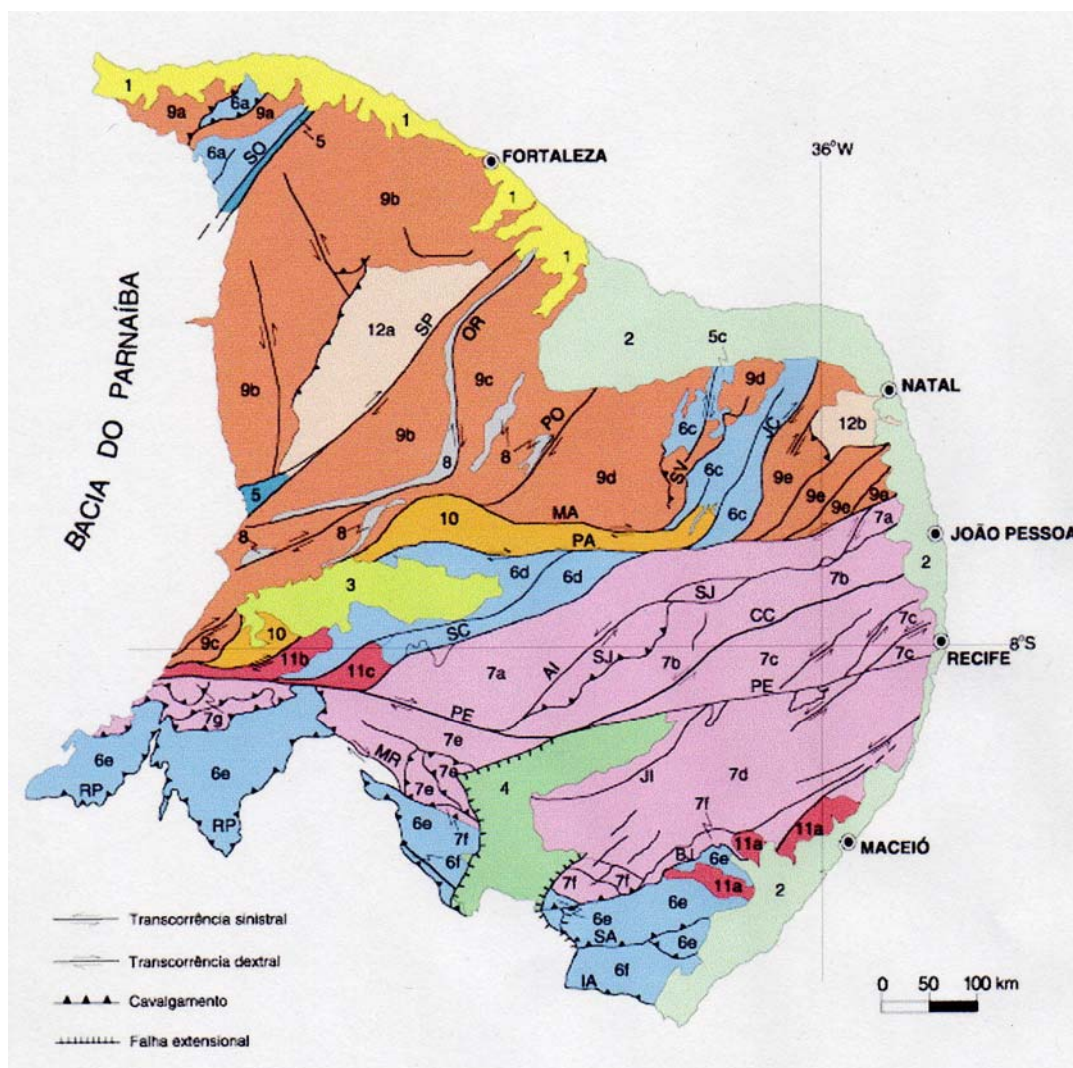 1
9a
6a
9a
1
6a
SO
5
FORTALEZA
36°W
9b
1
1
BACIA DO PARNAÍBA
12a
SP
OR
2
5c
9b
9c
9d
NATAL
9b
PO
6c
JC
12b
8
8
SV
6c
9d
9e
9e
9e
9e
5
10
MA
6c
7a
8
PA
JOÃO PESSOA
3
6d
6d
2
7b
SJ
CC
9c
10
SC
7c
8°S
11b
11c
AI
SJ
7b
7c
7c
RECIFE
7a
PE
7g
PE
7e
6e
6e
MR
7e
7e
4
JI
7d
RP
RP
6e
7f
7f
11a
11a
MACEIÓ
6f
BJ
6e
7f
7f
11a
2
6e
6e
SA
6e
IA
6f
Transcorrência sinistral
Transcorrência dextral
Cavalgamento
Falha extensional
0 50 100 km